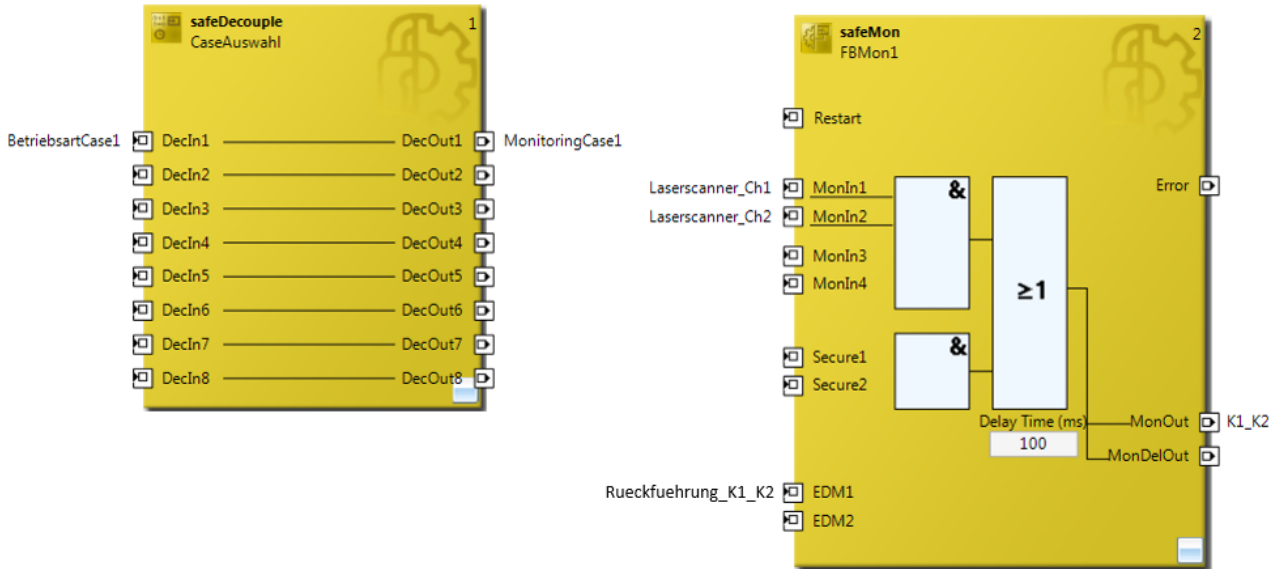 safeDecouple
1
CaseAuswahl
BetriebsartCase1 DecIn1 DecOut1 MonitoringCase1
DecIn2 DecOut2
DecIn3 DecOut3
DecIn4 DecOut4
DecIn5 DecOut5
DecIn6 DecOut6
DecIn7 DecOut7
DecIn8 DecOut8
safeMon
2
FBMon1
Restart
Laserscanner_Ch1 MonIn1 & Error
Laserscanner_Ch2 MonIn2
MonIn3
MonIn4 ≥1
Secure1 &
Secure2
Delay Time (ms)
MonOut K1_K2
100
MonDelOut
Rueckfuehrung_K1_K2 EDM1
EDM2